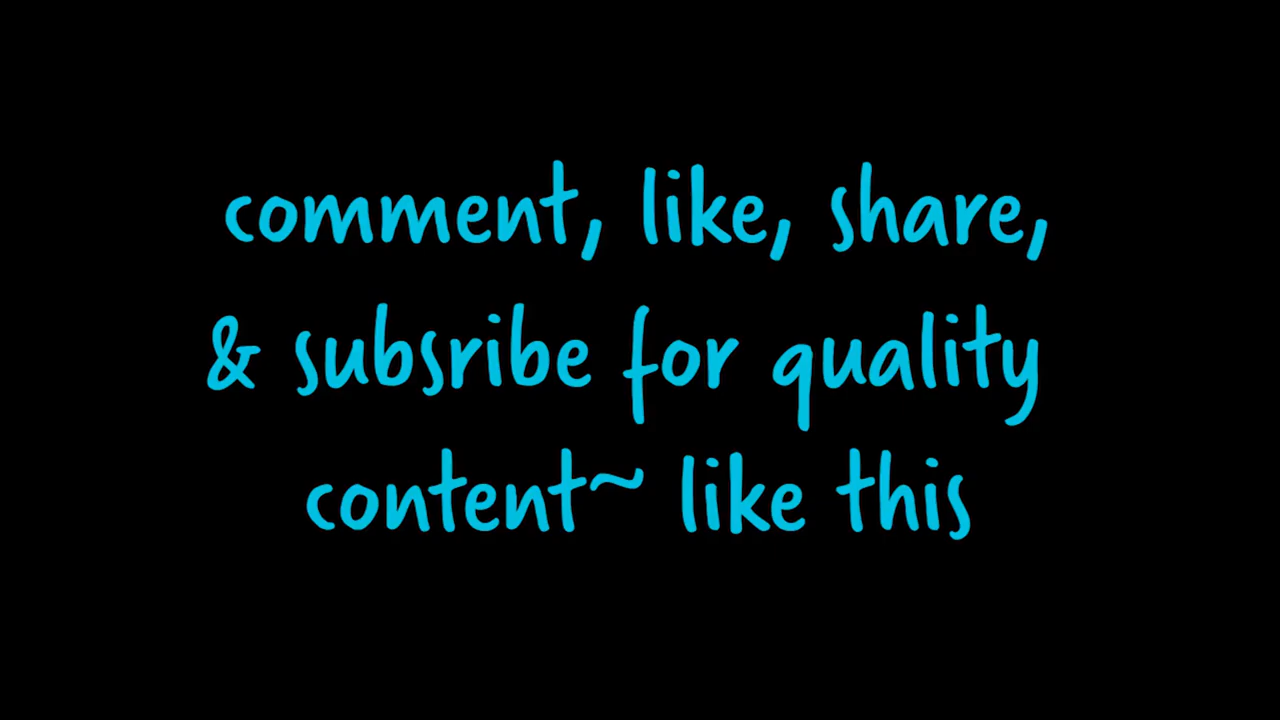 comment, like, share,
& subsribe for quality
content~ like this